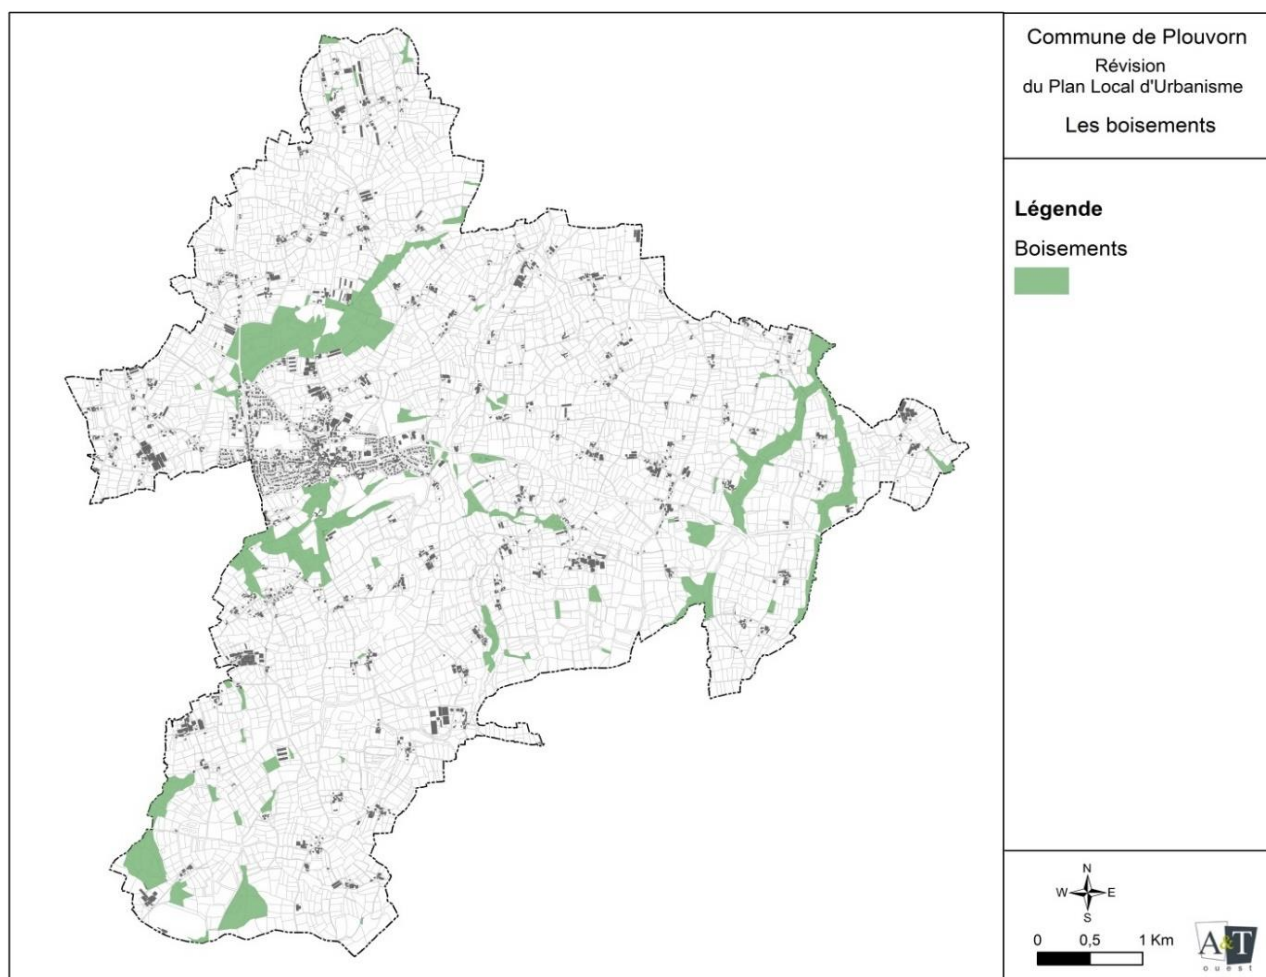 Commune de Plouvorn
Révision
du Plan Local d'Urbanisme
Les boisements
Légende
Boisements
N
W E
S
0 0,5 1 Km
A&T
ouest